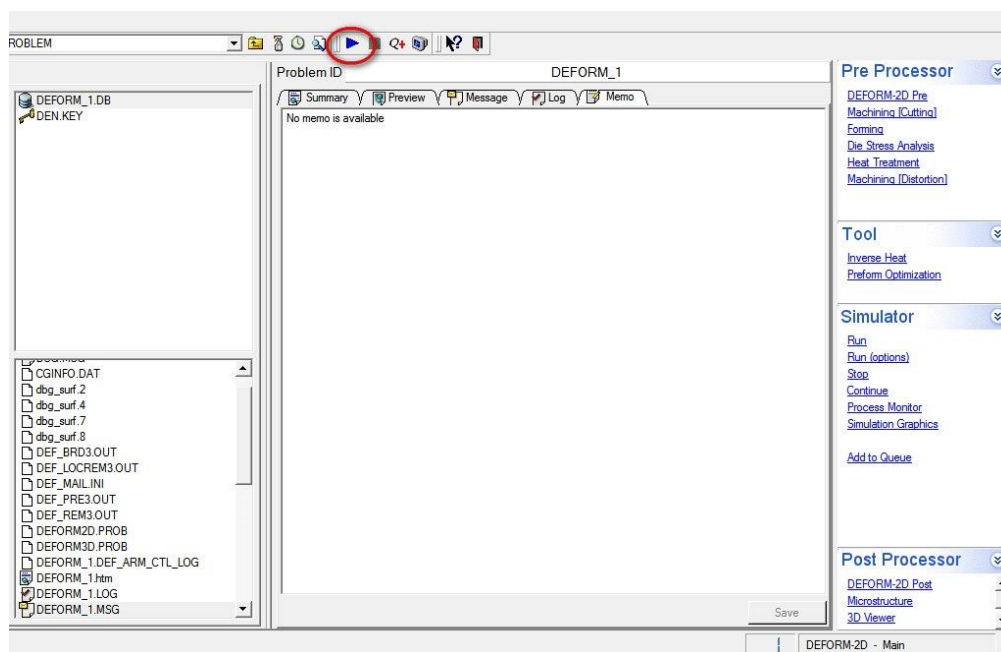 ROBLEM
Problem ID DEFORM_1
Summary Preview Message Log Memo
No memo is available
DEFORM_1.DB
DEN.KEY
CGINFO.DAT
dbg_surf.2
dbg_surf.4
dbg_surf.7
dbg_surf.8
DEF_BRD3.OUT
DEF_LOCREM3.OUT
DEF_MAIL.INI
DEF_PRE3.OUT
DEF_REM3.OUT
DEFORM2D.PROB
DEFORM3D.PROB
DEFORM_1.DEF_ARM_CTL_LOG
DEFORM_1.htm
DEFORM_1.LOG
DEFORM_1.MSG
Save
Pre Processor
DEFORM-2D Pre
Machining [Cutting]
Forming
Die Stress Analysis
Heat Treatment
Machining [Distortion]
Tool
Inverse Heat
Preform Optimization
Simulator
Run
Run (options)
Stop
Continue
Process Monitor
Simulation Graphics
Add to Queue
Post Processor
DEFORM-2D Post
Microstructure
3D Viewer
DEFORM-2D - Main